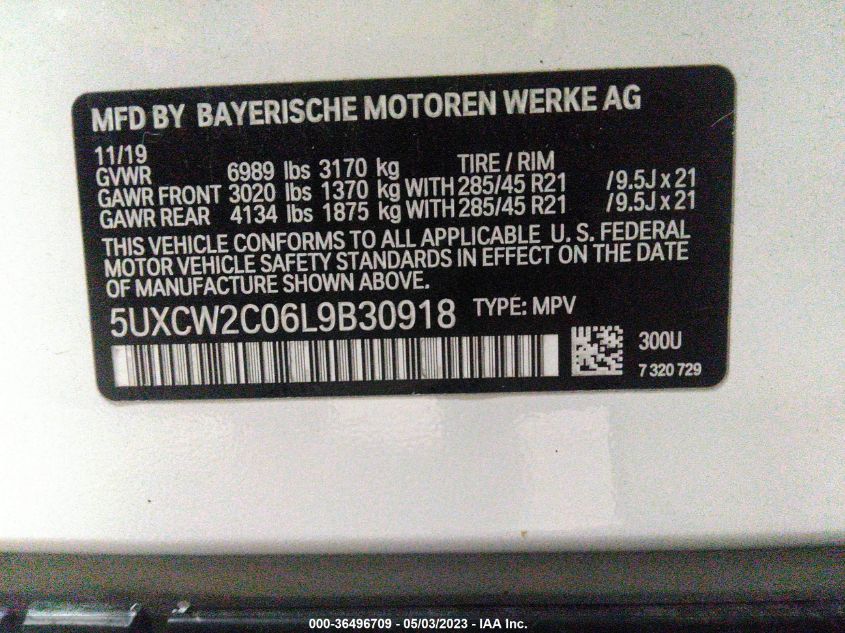 MFD BY BAYERISCHE MOTOREN WERKE AG
11/19 TIRE / RIM
GVWR 6989 lbs 3170 kg
GAWR FRONT 3020 lbs 1370 kg WITH 285/45 R21 /9.5J x 21
GAWR REAR 4134 lbs 1875 kg WITH 285/45 R21 /9.5J x 21
THIS VEHICLE CONFORMS TO ALL APPLICABLE U. S. FEDERAL
MOTOR VEHICLE SAFETY STANDARDS IN EFFECT ON THE DATE
OF MANUFACTURE SHOWN ABOVE.
5UXCW2C06L9B30918 TYPE: MPV
300U
7 320 729
000-36496709 - 05/03/2023 - IAA Inc.